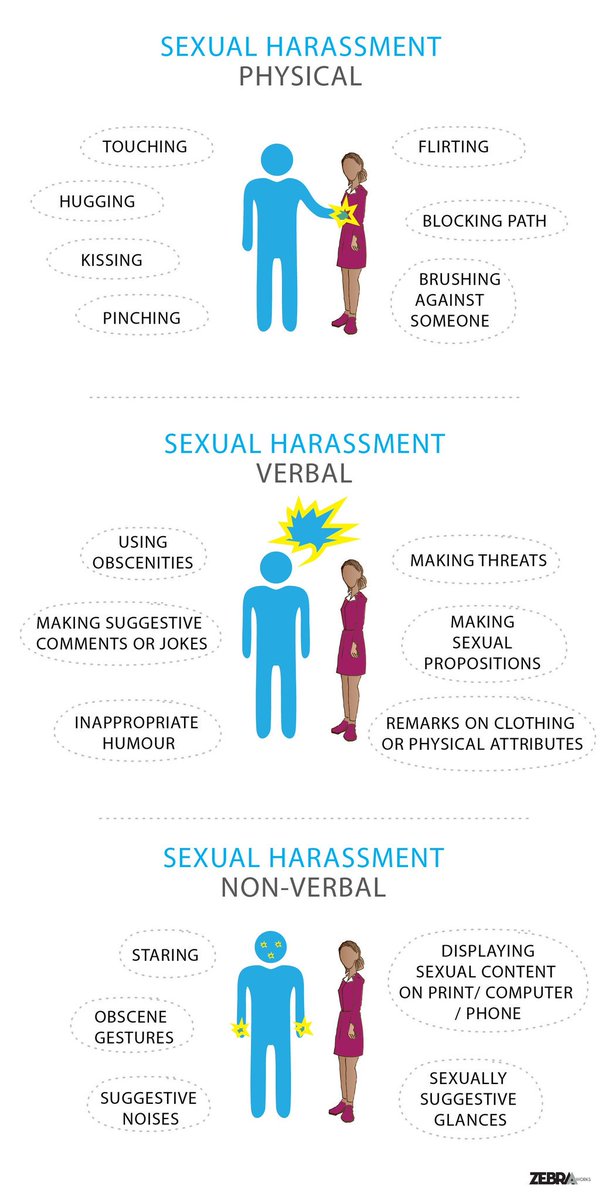 SEXUAL HARASSMENT
PHYSICAL
TOUCHING
HUGGING
KISSING
PINCHING
FLIRTING
BLOCKING PATH
BRUSHING
AGAINST
SOMEONE
SEXUAL HARASSMENT
VERBAL
USING
OBSCENITIES
MAKING SUGGESTIVE
COMMENTS OR JOKES
INAPPROPRIATE
HUMOUR
MAKING THREATS
MAKING
SEXUAL
PROPOSITIONS
REMARKS ON CLOTHING
OR PHYSICAL ATTRIBUTES
SEXUAL HARASSMENT
NON-VERBAL
STARING
OBSCENE
GESTURES
SUGGESTIVE
NOISES
DISPLAYING
SEXUAL CONTENT
ON PRINT/ COMPUTER
/ PHONE
SEXUALLY
SUGGESTIVE
GLANCES
ZEBRAA WORKS